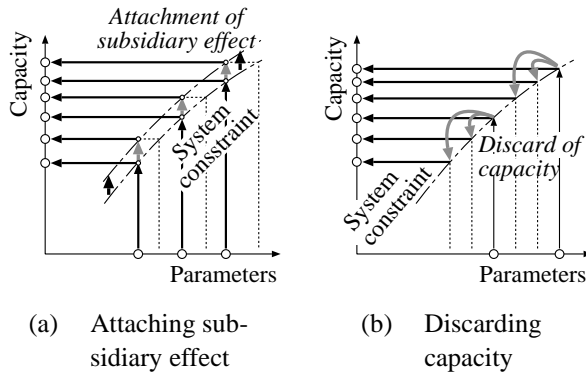 Attachment of
subsidiary effect
Capacity
System
consstraint
Parameters
(a) Attaching sub-
sidiary effect
Capacity
Discard of
capacity
System
constraint
Parameters
(b) Discarding
capacity